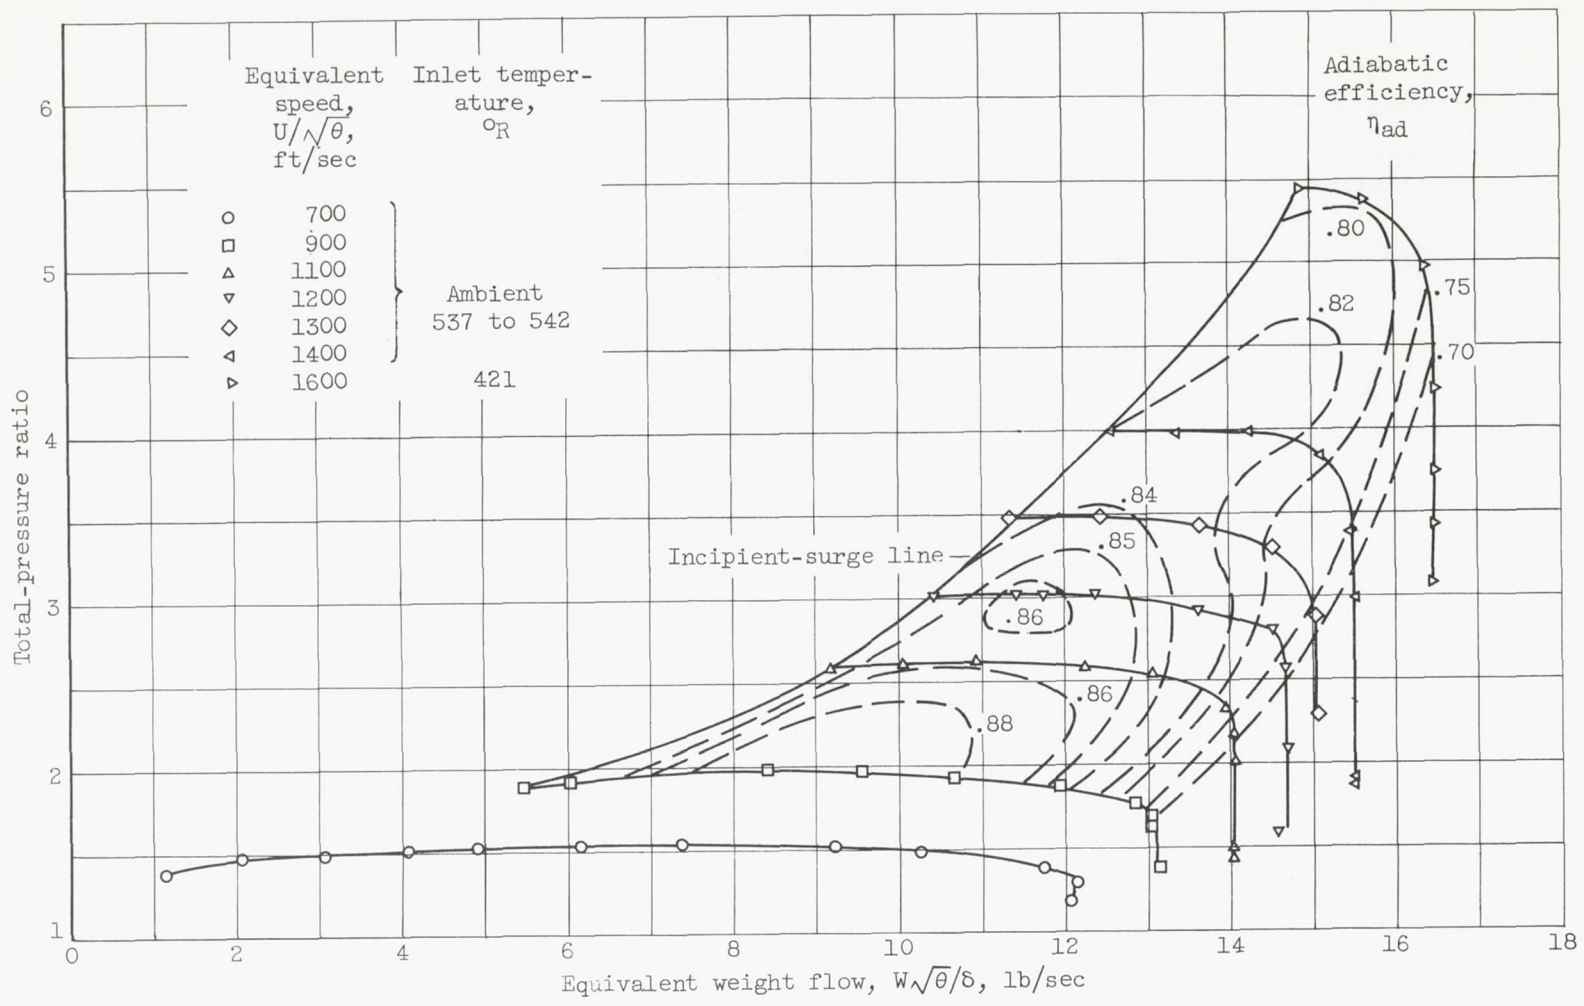 Equivalent speed, U/√θ, ft/sec
Inlet temper-ature, °R
700
900
1100
1200
1300
1400
Ambient
537 to 542
1600 421
Adiabatic
efficiency,
ηad
.80
.75
.82
.70
.84
.85
.86
.86
.88
Incipient-surge line
Total-pressure ratio
6
5
4
3
2
1
0 2 4 6 8 10 12 14 16 18
Equivalent weight flow, W√θ/δ, lb/sec